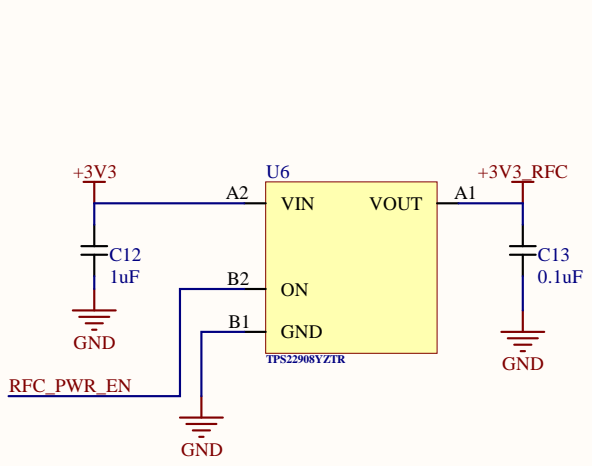 +3V3
U6
+3V3_RFC
A2
VIN
VOUT
A1
C12
1uF
C13
0.1uF
B2
ON
B1
GND
GND
TPS22908YZTR
GND
RFC_PWR_EN
GND